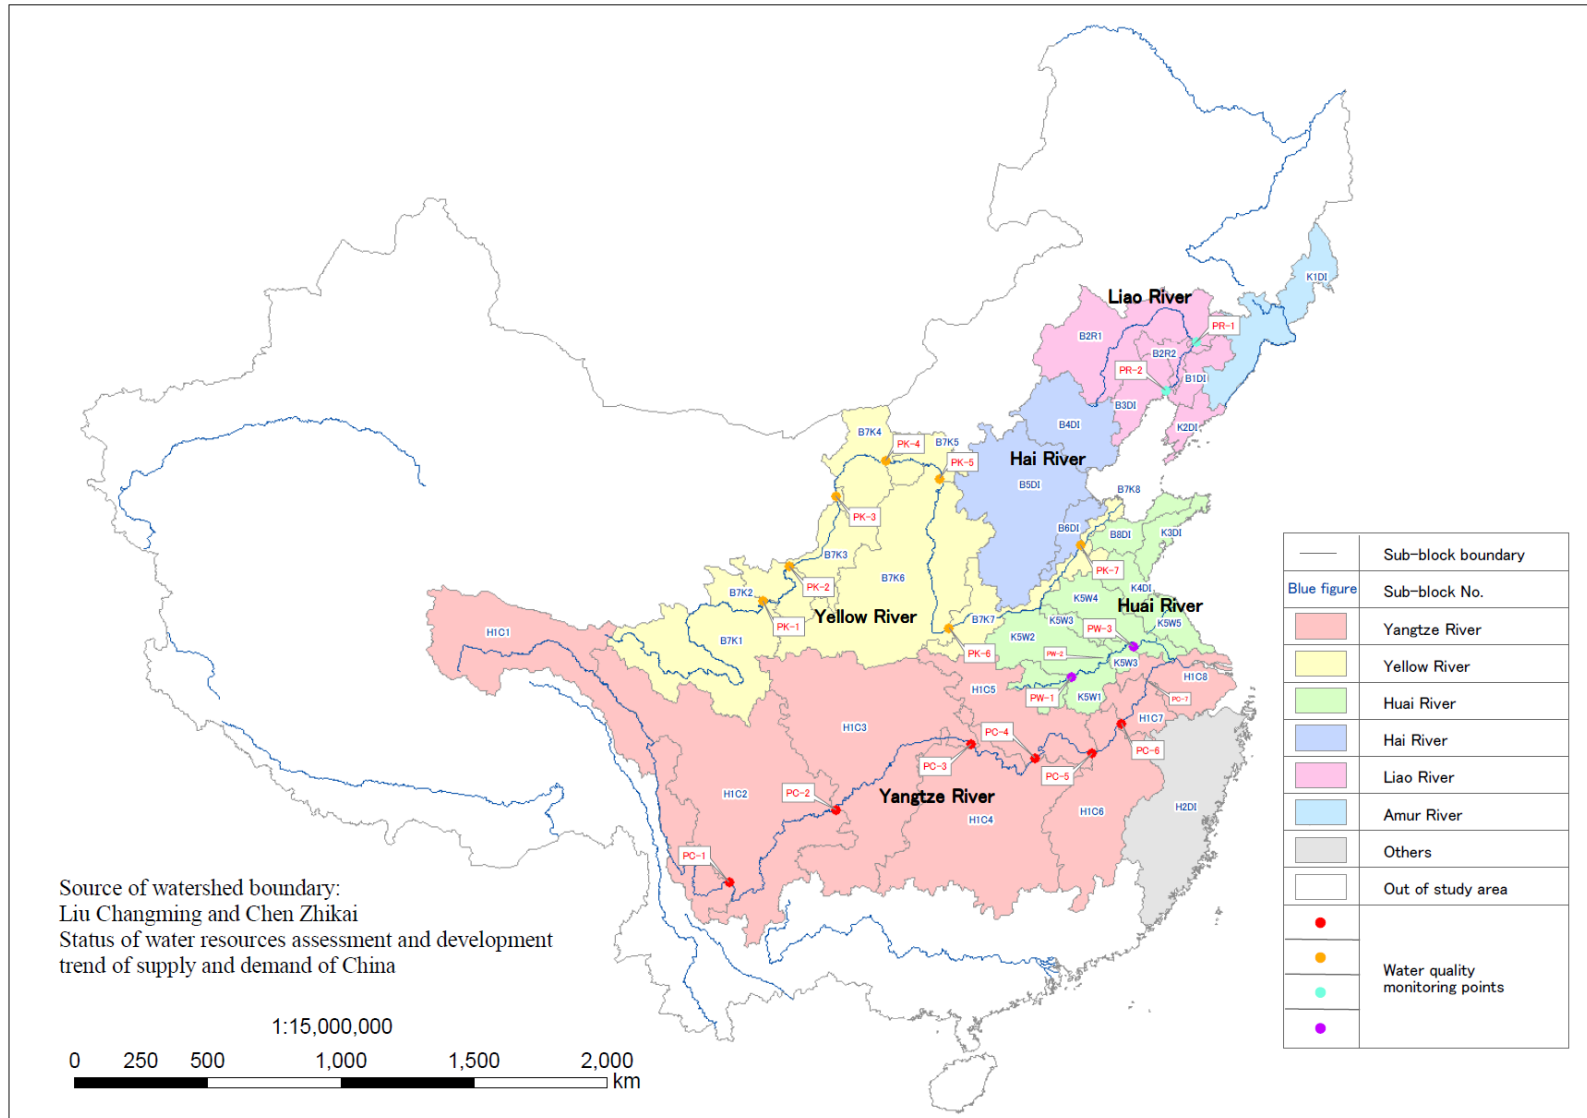 K1DI
Liao River
PR-1
B2R1
B2R2
PR-2
B1DI
B3DI
K2DI
B4DI
B7K4
PK-4
B7K5
Hai River
PK-5
B5DI
B7K8
PK-3
B6DI
B8DI
K3DI
B7K3
PK-2
B7K6
PK-7
B7K2
K4DI
K5W4
Huai River
PK-1
Yellow River
B7K7
K5W3
K5W5
PW-3
H1C1
B7K1
K5W2
PK-6
PW-2
K5W3
H1C5
H1C8
PW-1
K5W1
PC-7
H1C3
H1C7
PC-4
PC-6
PC-3
PC-5
H1C2
PC-2
Yangtze River
H1C4
H1C6
H2DI
PC-1
Sub-block boundary
Blue figure Sub-block No.
Yangtze River
Yellow River
Huai River
Hai River
Liao River
Amur River
Others
Out of study area
Water quality
monitoring points
Source of watershed boundary:
Liu Changming and Chen Zhikai
Status of water resources assessment and development
trend of supply and demand of China
1:15,000,000
0 250 500 1,000 1,500 2,000
km